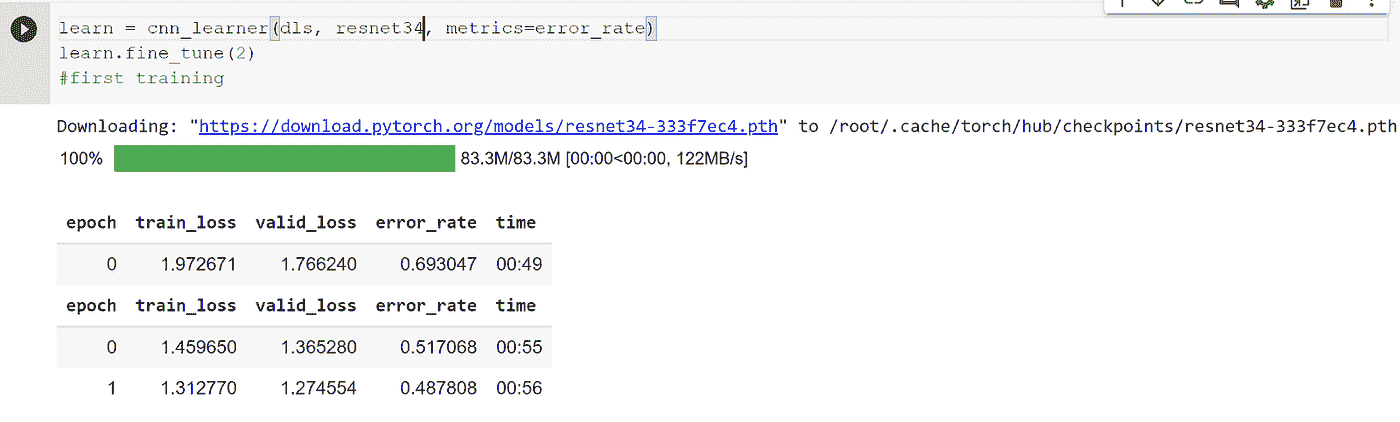 learn = cnn_learner(dls, resnet34, metrics=error_rate)
learn.fine_tune(2)
#first training
Downloading: "https://download.pytorch.org/models/resnet34-333f7ec4.pth" to /root/.cache/torch/hub/checkpoints/resnet34-333f7ec4.pth
100% 83.3M/83.3M [00:00<00:00, 122MB/s]
epoch train_loss valid_loss error_rate time
0 1.972671 1.766240 0.693047 00:49
epoch train_loss valid_loss error_rate time
0 1.459650 1.365280 0.517068 00:55
1 1.312770 1.274554 0.487808 00:56